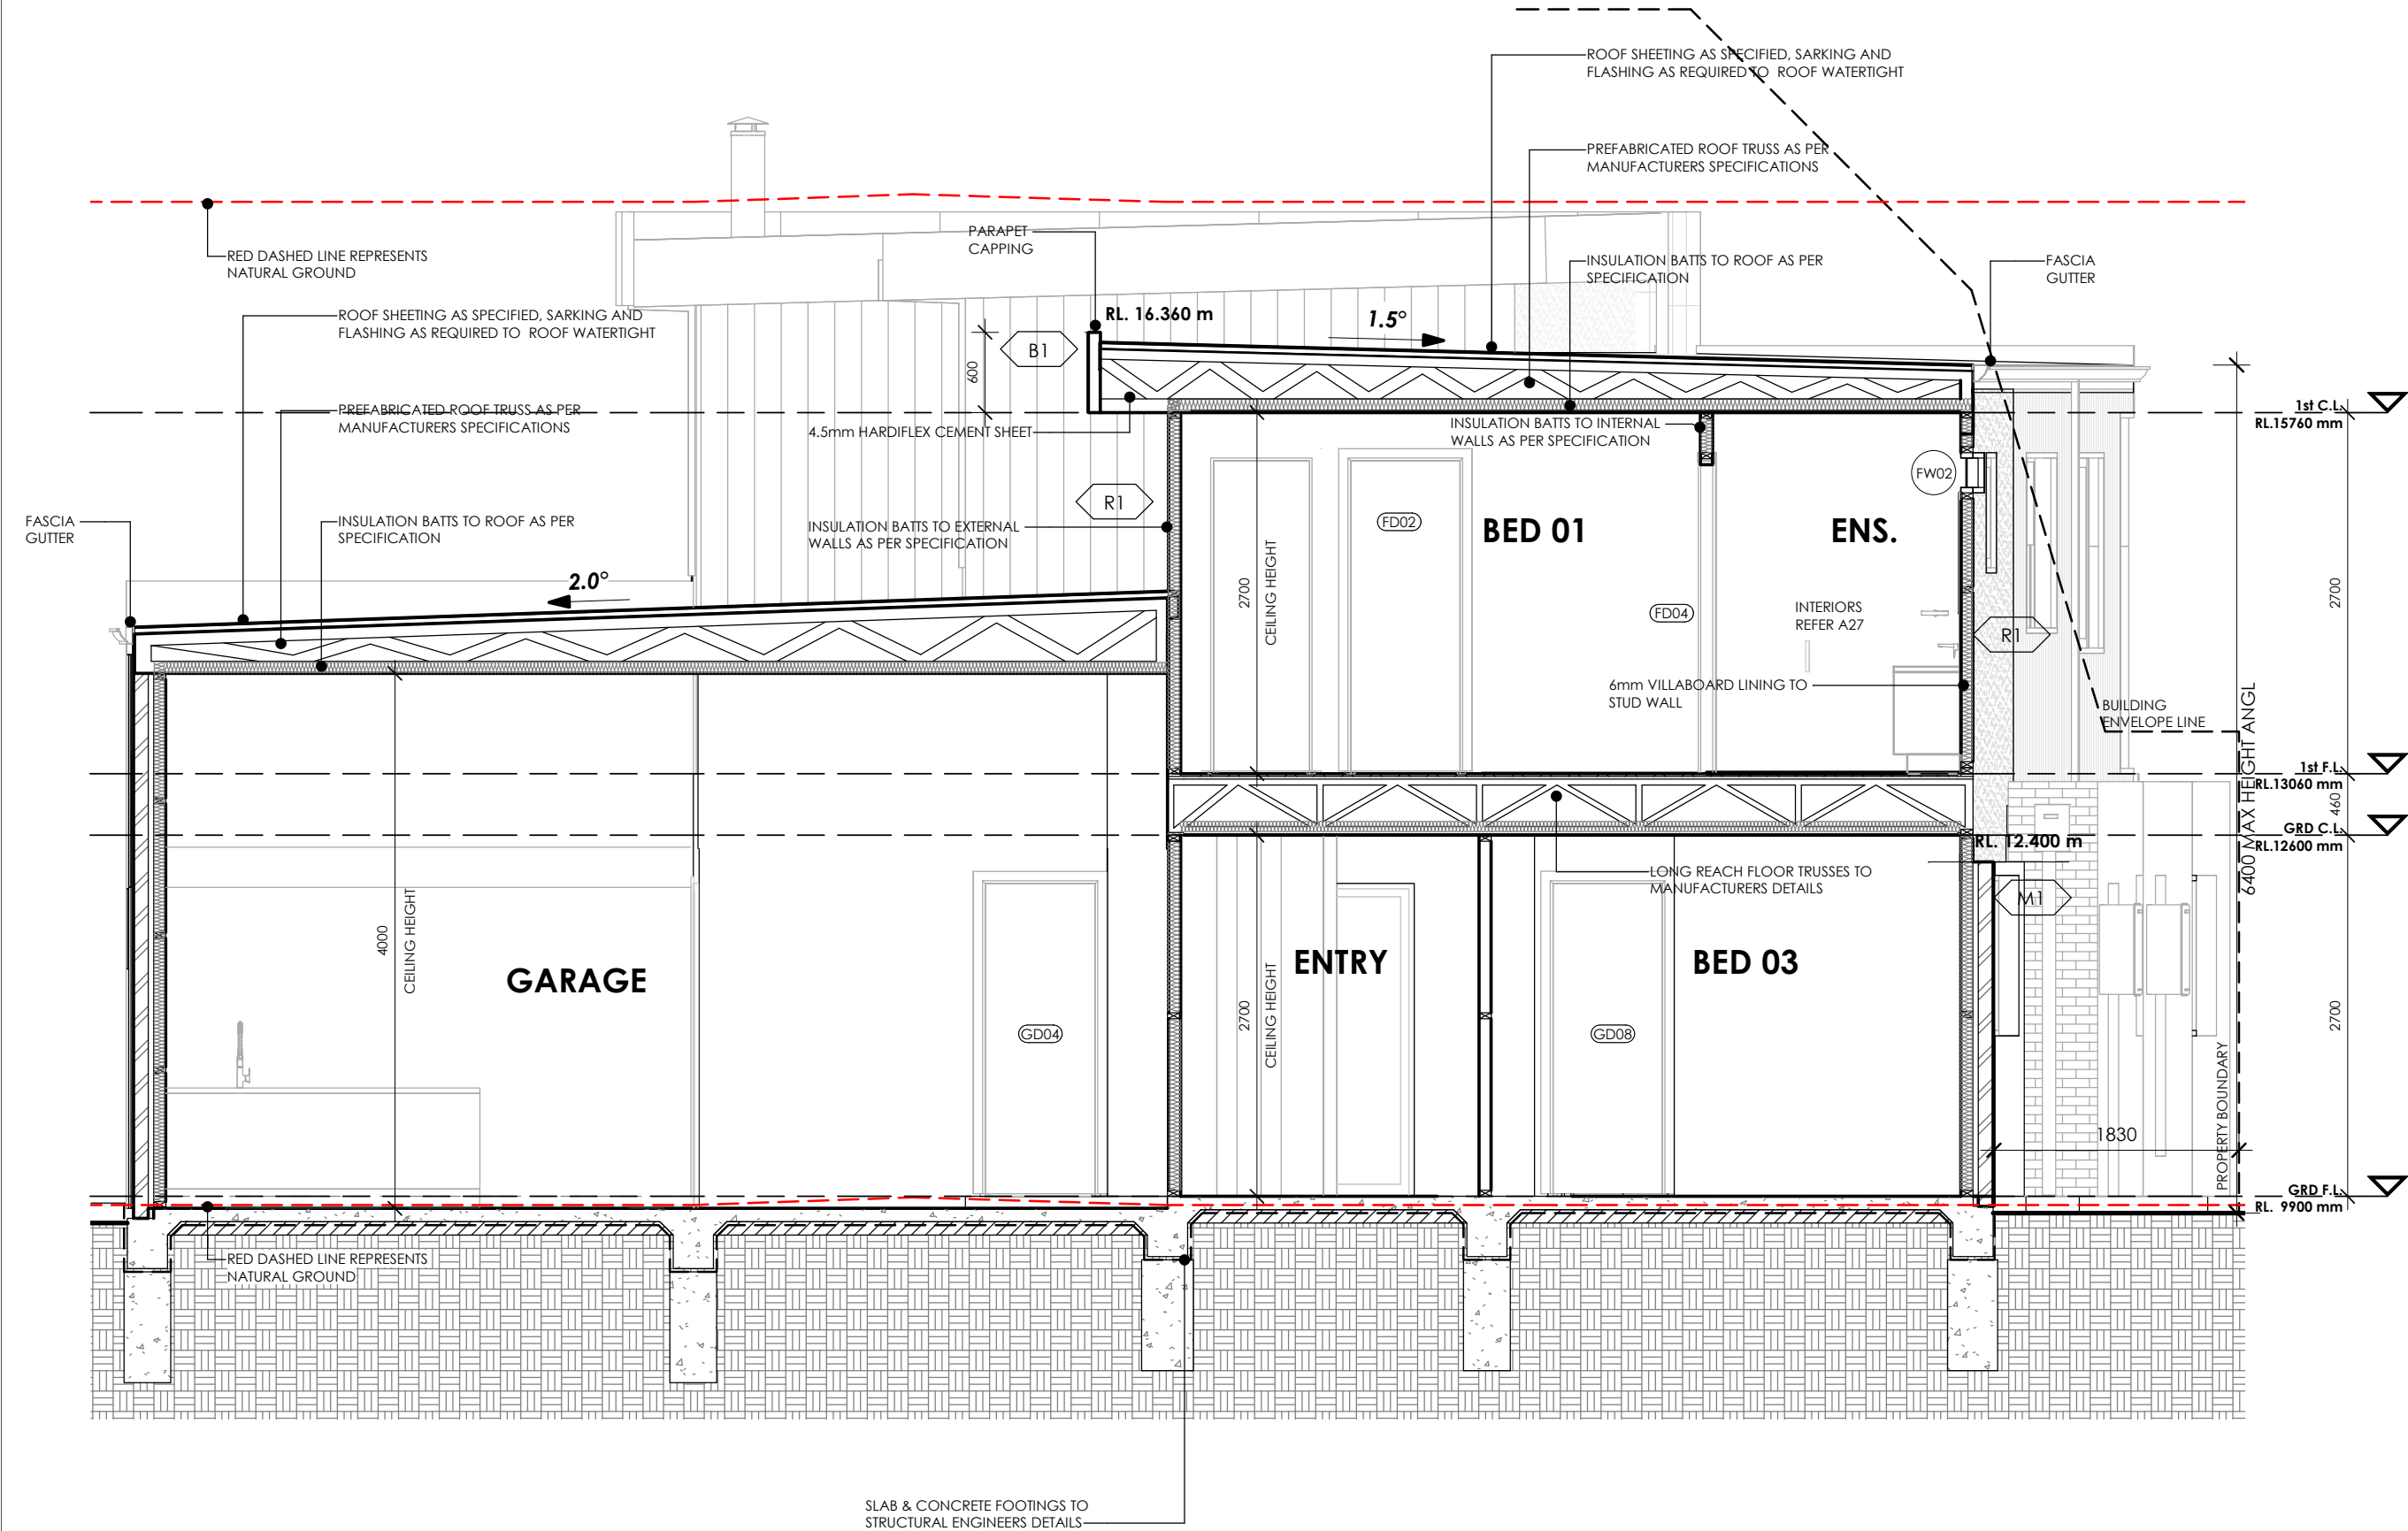 ROOF SHEETING AS SPECIFIED, SARKING AND
FLASHING AS REQUIRED TO ROOF WATERTIGHT
PREFABRICATED ROOF TRUSS AS PER
MANUFACTURERS SPECIFICATIONS
PARAPET
CAPPING
RED DASHED LINE REPRESENTS
NATURAL GROUND
INSULATION BATTS TO ROOF AS PER
SPECIFICATION
FASCIA
GUTTER
ROOF SHEETING AS SPECIFIED, SARKING AND
FLASHING AS REQUIRED TO ROOF WATERTIGHT
RL. 16.360 m
1.5°
B1
600
PREFABRICATED ROOF TRUSS AS PER
MANUFACTURERS SPECIFICATIONS
4.5mm HARDIFLEX CEMENT SHEET
INSULATION BATTS TO INTERNAL
WALLS AS PER SPECIFICATION
1st C.L.
RL.15760 mm
FW02
R1
FASCIA
GUTTER
INSULATION BATTS TO ROOF AS PER
SPECIFICATION
INSULATION BATTS TO EXTERNAL
WALLS AS PER SPECIFICATION
FD02
BED 01
ENS.
2.0°
2700
CEILING HEIGHT
FD04
INTERIORS
REFER A27
2700
R1
6mm VILLABOARD LINING TO
STUD WALL
BUILDING
ENVELOPE LINE
6400 MAX HEIGHT ANGL
1st F.L.
RL.13060 mm
460
GRD C.L.
RL.12600 mm
RL. 12.400 m
LONG REACH FLOOR TRUSSES TO
MANUFACTURERS DETAILS
M1
4000
CEILING HEIGHT
GARAGE
ENTRY
BED 03
2700
CEILING HEIGHT
2700
GD04
GD08
1830
PROPERTY BOUNDARY
GRD F.L.
RL. 9900 mm
RED DASHED LINE REPRESENTS
NATURAL GROUND
SLAB & CONCRETE FOOTINGS TO
STRUCTURAL ENGINEERS DETAILS